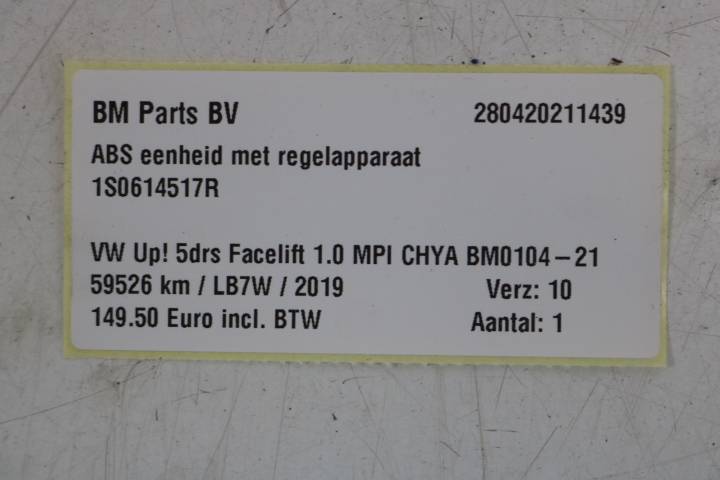 BM Parts BV 280420211439
ABS eenheid met regelapparaat
1S0614517R
VW Up! 5drs Facelift 1.0 MPI CHYA BM0104-21
59526 km / LB7W / 2019 Verz: 10
149.50 Euro incl. BTW Aantal: 1